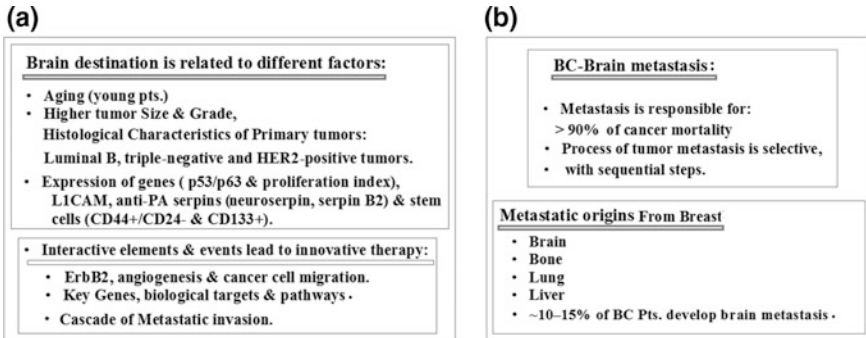 (a)
Brain destination is related to different factors:
• Aging (young pts.)
• Higher tumor Size & Grade,
Histological Characteristics of Primary tumors:
Luminal B, triple-negative and HER2-positive tumors.
• Expression of genes ( p53/p63 & proliferation index),
L1CAM, anti-PA serpins (neuroserpin, serpin B2) & stem
cells (CD44+/CD24- & CD133+).
• Interactive elements & events lead to innovative therapy:
• ErbB2, angiogenesis & cancer cell migration.
• Key Genes, biological targets & pathways .
• Cascade of Metastatic invasion.
(b)
BC-Brain metastasis:
• Metastasis is responsible for:
> 90% of cancer mortality
• Process of tumor metastasis is selective,
• with sequential steps.
Metastatic origins From Breast
• Brain
• Bone
• Lung
• Liver
• ~10–15% of BC Pts. develop brain metastasis .